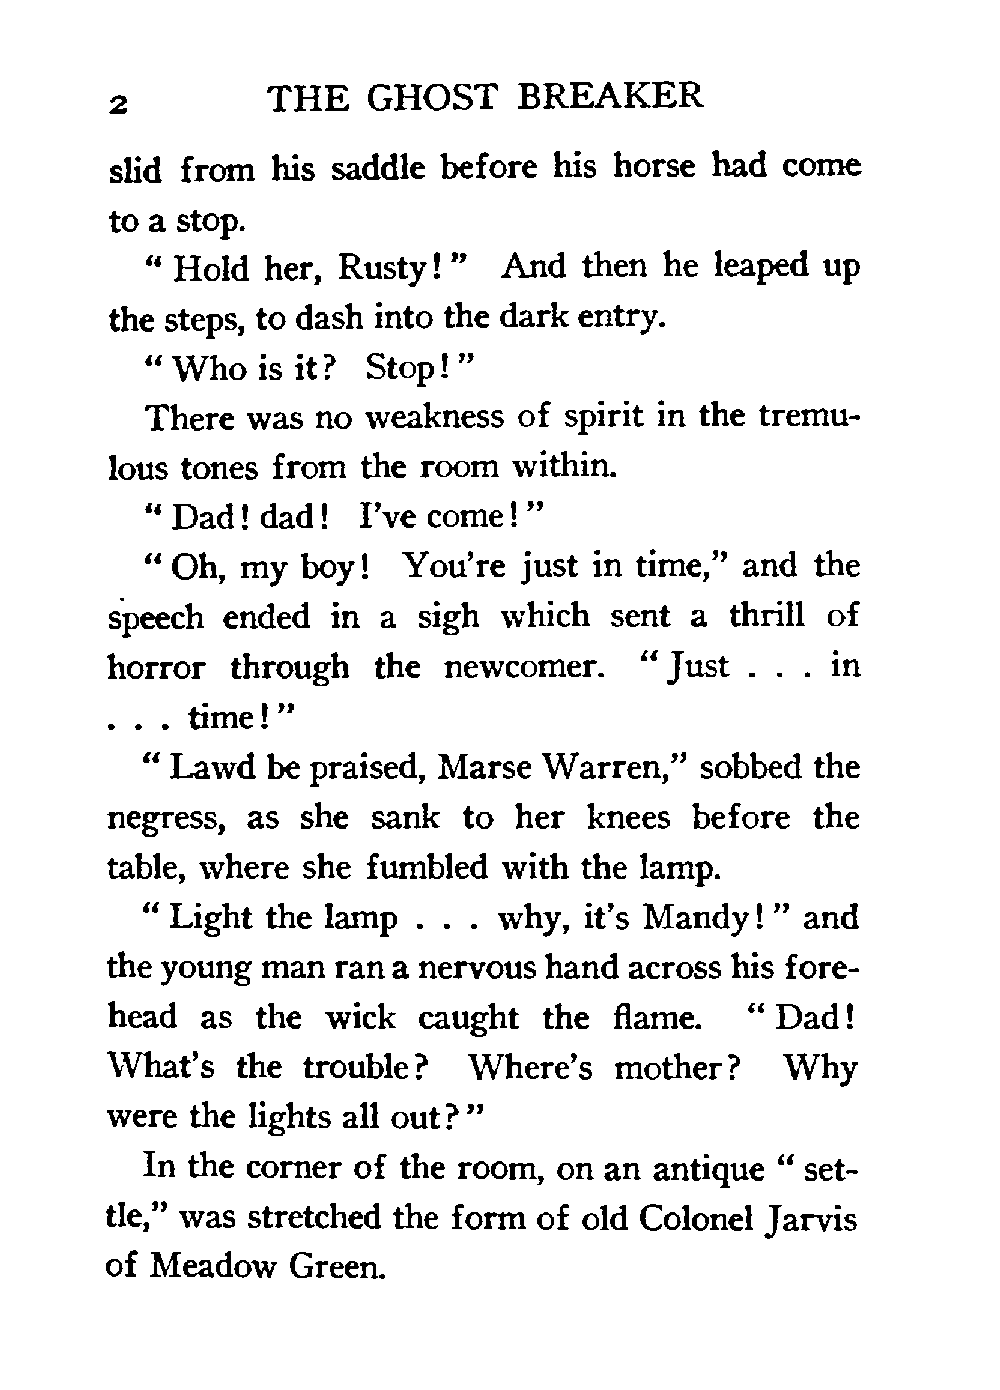 2 THE GHOST BREAKER
slid from his saddle before his horse had come
to a stop.
“ Hold her, Rusty! ” And then he leaped up
the steps, to dash into the dark entry.
“ Who is it? Stop! ”
There was no weakness of spirit in the tremu-
lous tones from the room within.
“ Dad! dad! I've come! ”
“ Oh, my boy! You're just in time,” and the
speech ended in a sigh which sent a thrill of
horror through the newcomer. “ Just . . . in
. . . time! ”
“ Lawd be praised, Marse Warren,” sobbed the
negress, as she sank to her knees before the
table, where she fumbled with the lamp.
“ Light the lamp . . . why, it's Mandy! ” and
the young man ran a nervous hand across his fore-
head as the wick caught the flame. “ Dad!
What's the trouble? Where's mother? Why
were the lights all out? ”
In the corner of the room, on an antique “ set-
tle,” was stretched the form of old Colonel Jarvis
of Meadow Green.